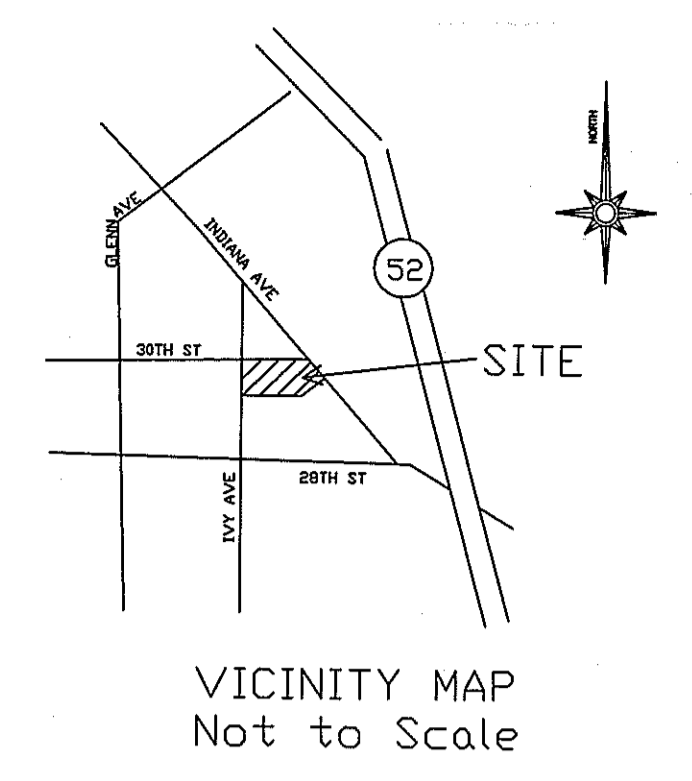 NORTH
GLENN AVE
INDIANA AVE
52
30TH ST
SITE
28TH ST
IVY AVE
VICINITY MAP
Not to Scale